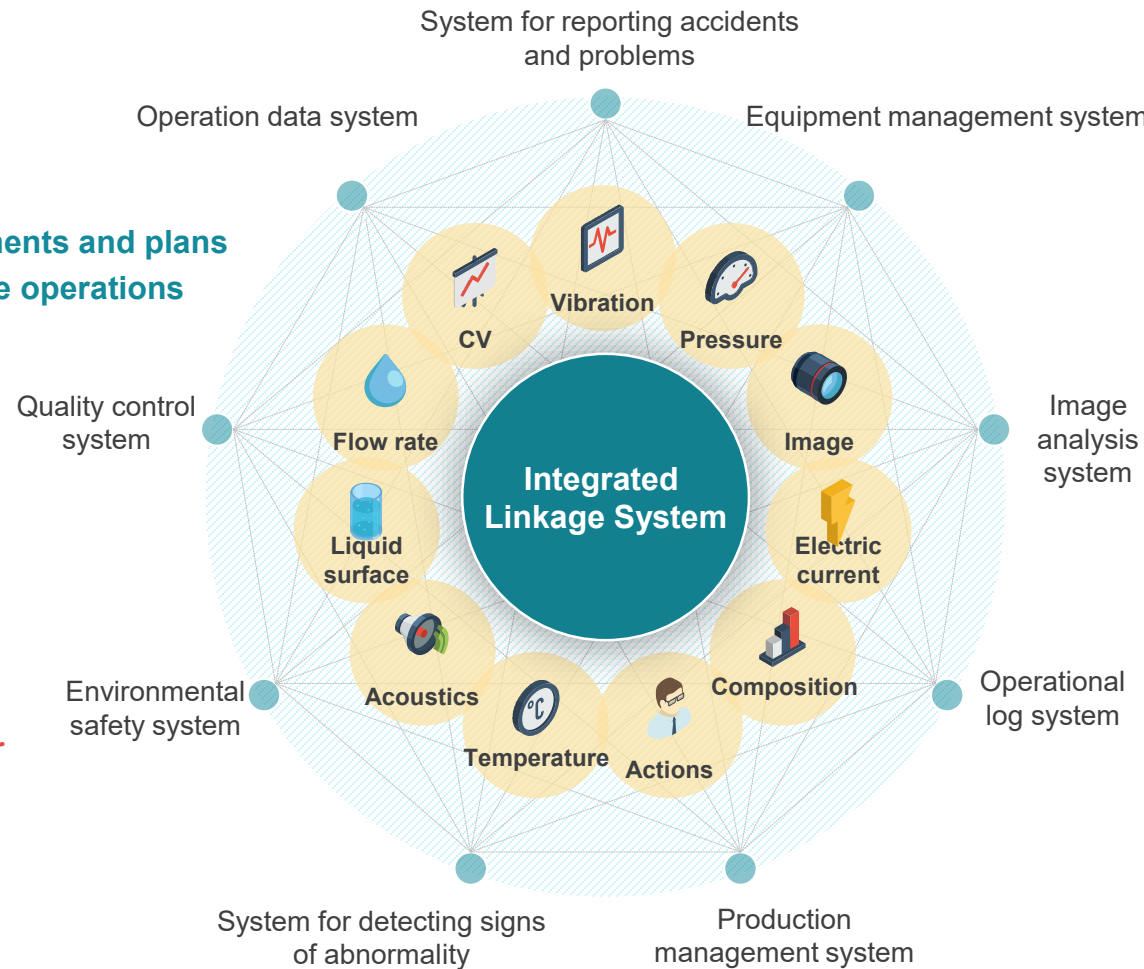 System for reporting accidents
and problems
Operation data system
Equipment management system
and plans
operations
Vibration
CV
Pressure
Quality control
system
Flow rate
Image
Image
analysis
system
Integrated
Linkage System
Liquid
surface
Electric
current
Environmental
safety system
Acoustics
Composition
Operational
log system
°C
Temperature
Actions
System for detecting signs
of abnormality
Production
management system